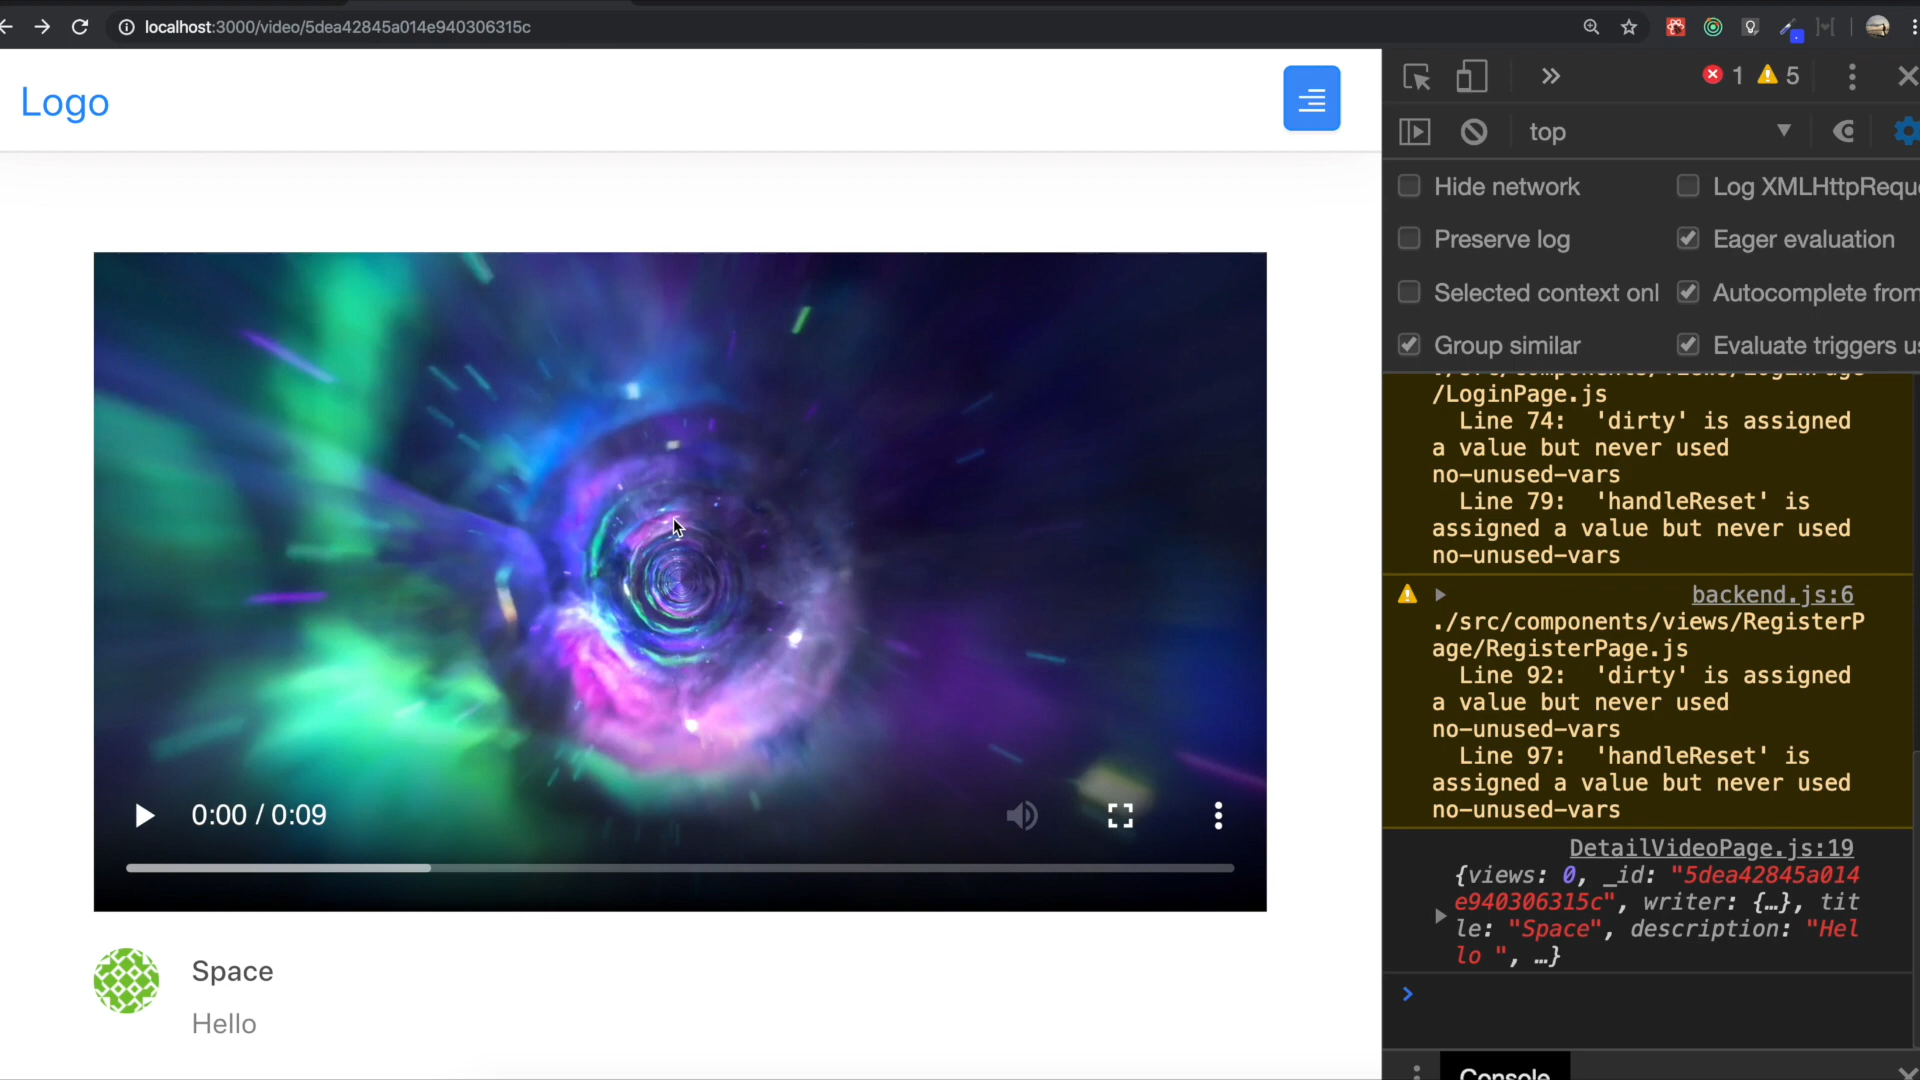 localhost:3000/video/5dea42845a014e940306315c
Logo
1 5
top
Hide network
Log XMLHttpReque
Preserve log
Eager evaluation
Selected context onl
Autocomplete from
Group similar
Evaluate triggers us
/LoginPage.js
Line 74: 'dirty' is assigned
a value but never used
no-unused-vars
Line 79: 'handleReset' is
assigned a value but never used
no-unused-vars
backend.js:6
./src/components/views/RegisterP
age/RegisterPage.js
Line 92: 'dirty' is assigned
a value but never used
no-unused-vars
Line 97: 'handleReset' is
assigned a value but never used
no-unused-vars
DetailVideoPage.js:19
{views: 0, _id: "5dea42845a014
e940306315c", writer: {…}, tit
le: "Space", description: "Hel
lo ", …}
Console
0:00 / 0:09
Space
Hello